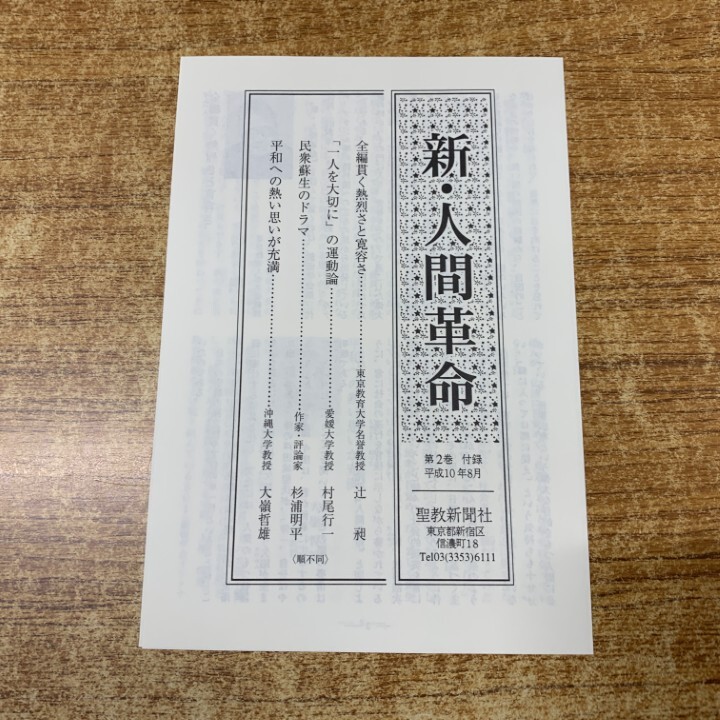 新・人間革命
第2巻 付録
平成10年8月
聖教新聞社
東京都新宿区
信濃町18
Tel03(3353)6111
全編貫く熱烈さと寛容さ……………東京教育大学名誉教授 辻 昶
「一人を大切に」の運動論……………愛媛大学教授 村尾行一
民衆蘇生のドラマ……………作家・評論家 杉浦明平
平和への熱い思いが充満……………沖縄大学教授 大嶺哲雄
〈順不同〉